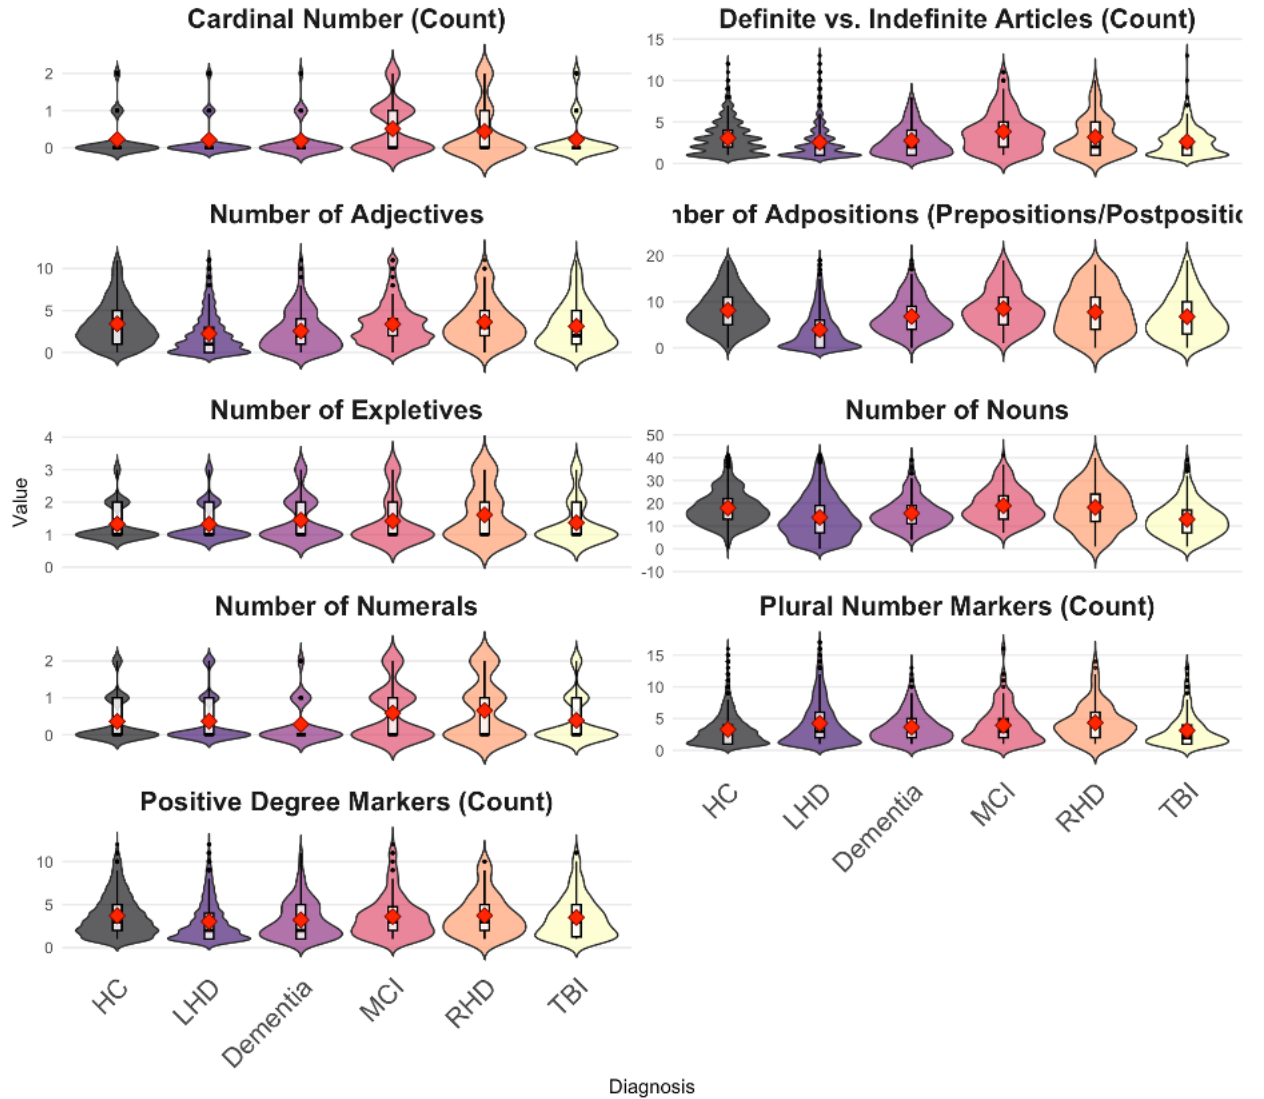 Cardinal Number (Count)
Definite vs. Indefinite Articles (Count)
2
1
0
15
10
5
0
Number of Adjectives
nber of Adpositions (Prepositions/Postpositic
10
5
0
20
10
0
Number of Expletives
Number of Nouns
4
3
2
1
0
50
40
30
20
10
0
-10
Value
Number of Numerals
Plural Number Markers (Count)
2
1
0
15
10
5
0
HC
LHD
Dementia
MCI
RHD
TBI
Positive Degree Markers (Count)
10
5
0
HC
LHD
Dementia
MCI
RHD
TBI
Diagnosis